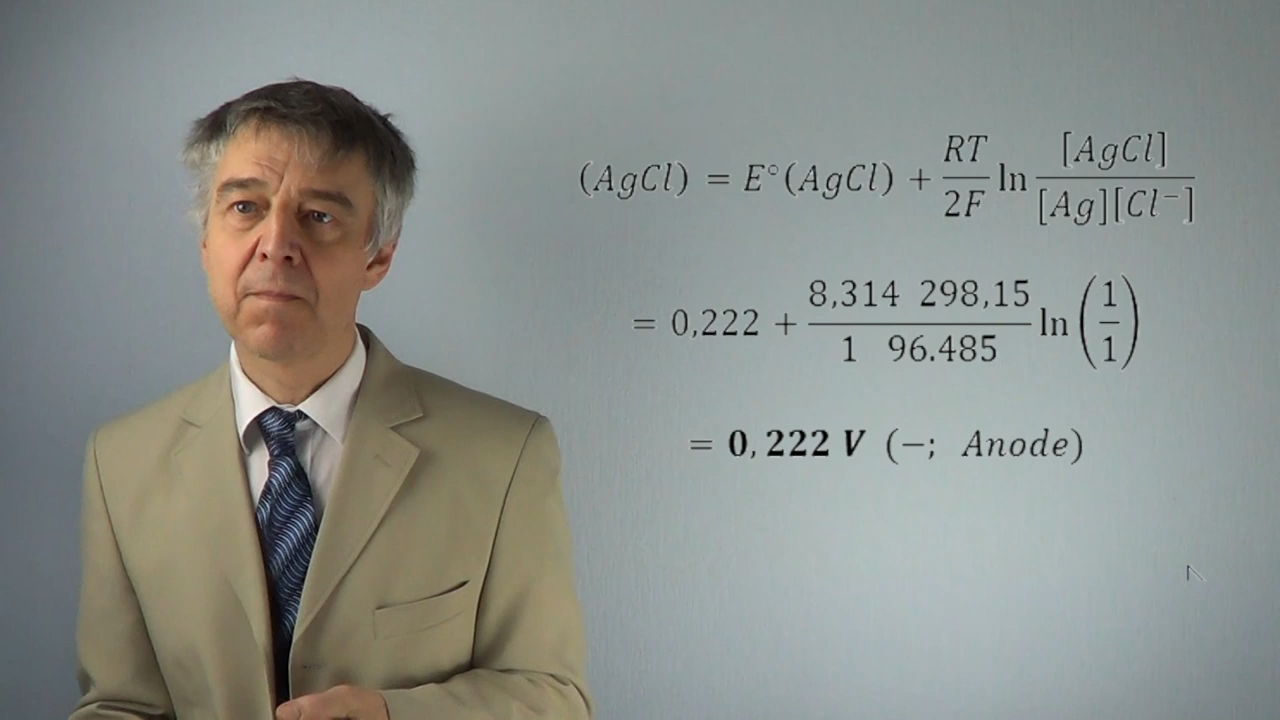 (AgCl) = E°(AgCl) + RT/2F ln [AgCl]/[Ag][Cl⁻]
= 0,222 + 8,314 298,15/1 96.485 ln (1/1)
= 0,222 V (−; Anode)